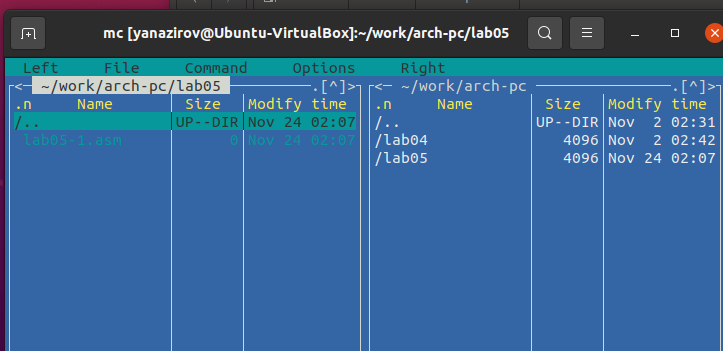 mc [yanazirov@Ubuntu-VirtualBox]:~/work/arch-pc/lab05
Left File Command Options Right
<─ ~/work/arch-pc/lab05 ─.[^]>
.n Name Size Modify time
/.. UP--DIR Nov 24 02:07
lab05-1.asm 0 Nov 24 02:07
<─ ~/work/arch-pc ─.[^]>
.n Name Size Modify time
/.. UP--DIR Nov 2 02:31
/lab04 4096 Nov 2 02:42
/lab05 4096 Nov 24 02:07